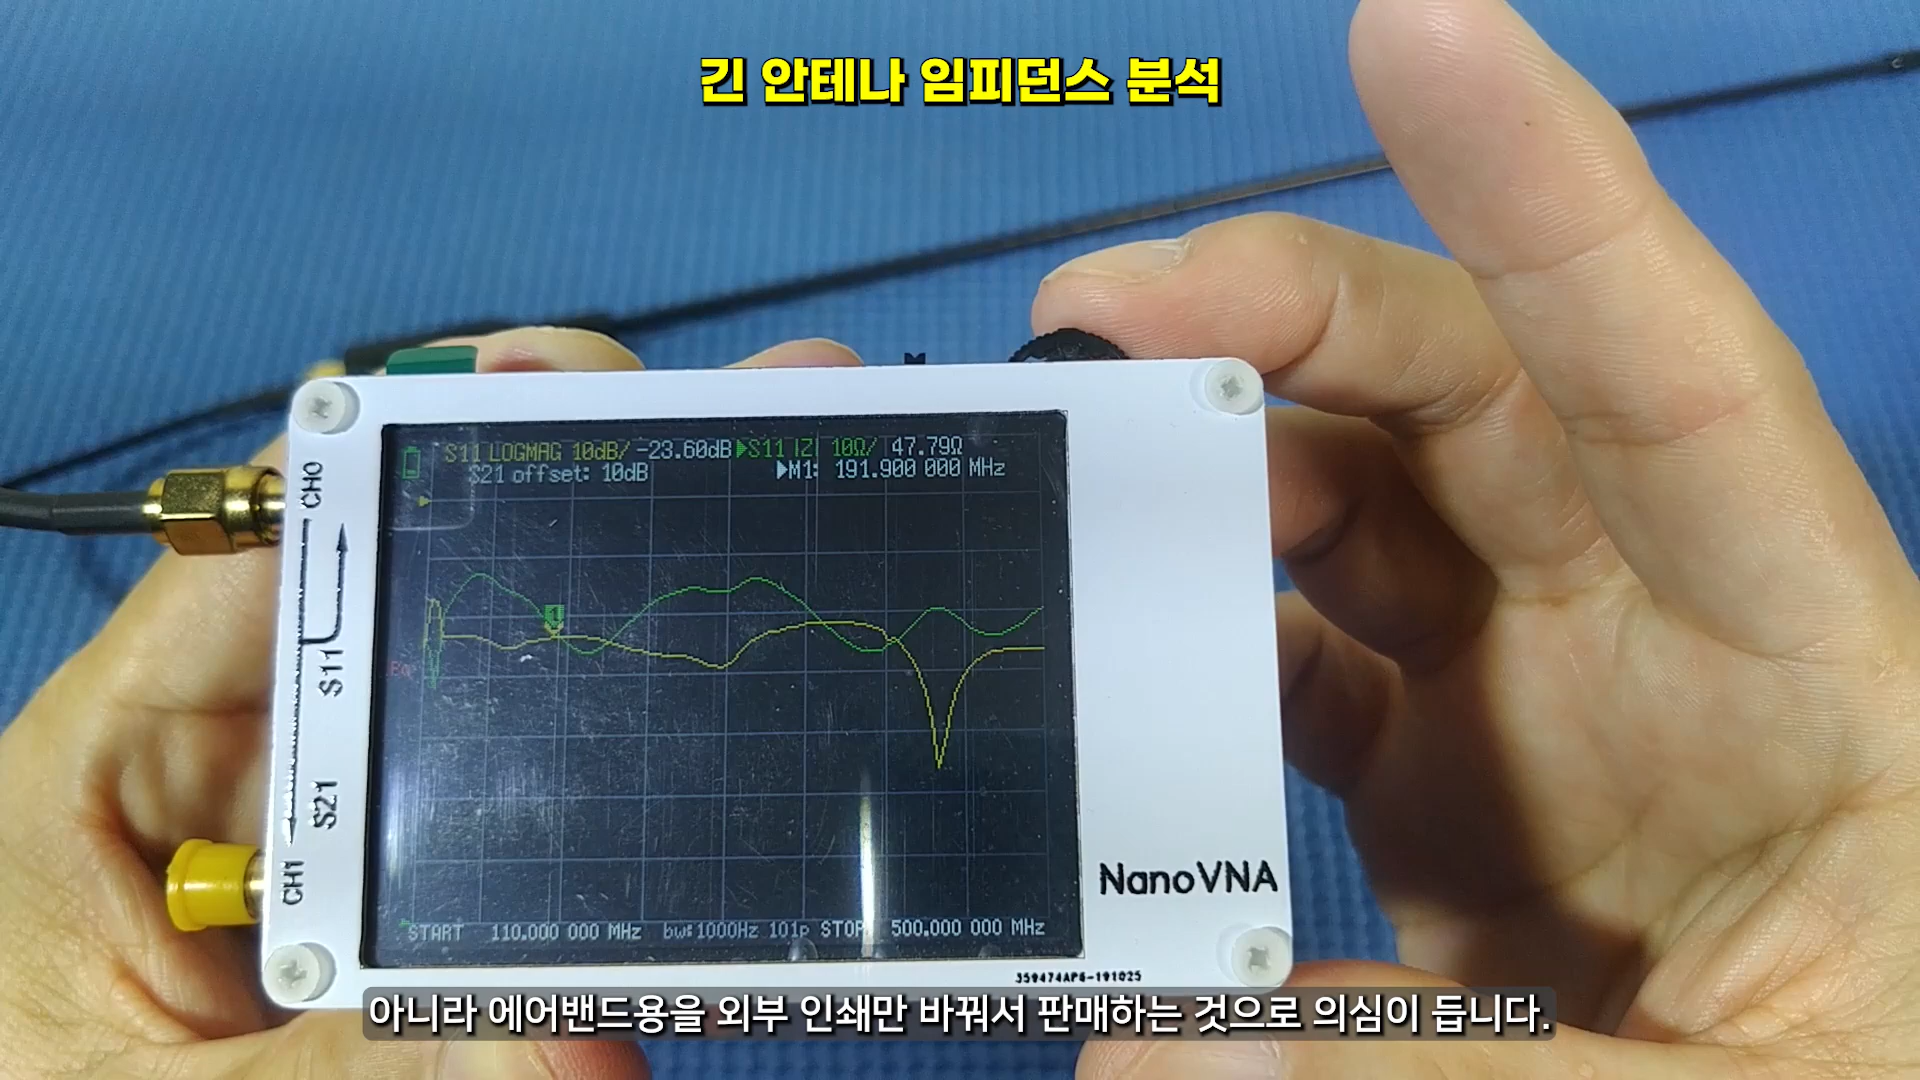 긴 안테나 임피던스 분석
S11 LOGMAG 10dB/ -23.60dB S11 |Z| 10Ω/ 47.79Ω
S21 offset: 10dB M1: 191.900 000 MHz
1
CH0
S11
S21
CH1
NanoVNA
START 110.000 000 MHz bw:1000Hz 101p STOP 500.000 000 MHz
아니라 에어밴드용을 외부 인쇄만 바꿔서 판매하는 것으로 의심이 듭니다.